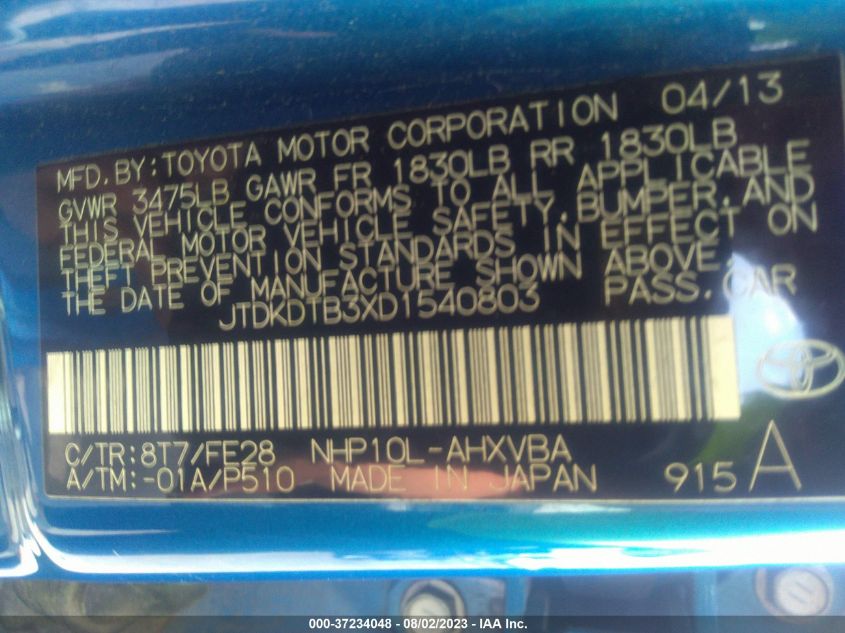 MFD. BY: TOYOTA MOTOR CORPORATION 04/13
GVWR 3475LB GAWR FR 1830LB RR 1830LB
THIS VEHICLE CONFORMS TO ALL APPLICABLE
FEDERAL MOTOR VEHICLE SAFETY, BUMPER, AND
THEFT PREVENTION STANDARDS IN EFFECT ON
THE DATE OF MANUFACTURE SHOWN ABOVE.
JTDKDTB3XD1540803 PASS. CAR
C/TR:8T7/FE28 NHP10L-AHXVBA
A/TM:-01A/P510 MADE IN JAPAN 915 A
000-37234048 - 08/02/2023 - IAA Inc.